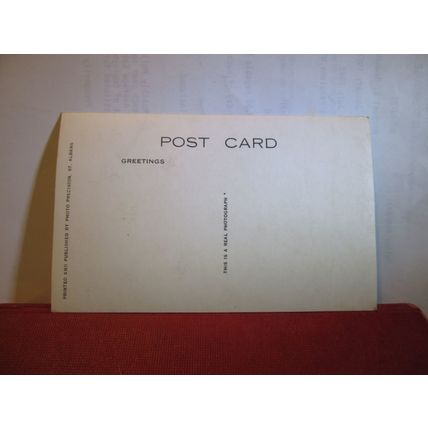 POST CARD
GREETINGS
PRINTED AND PUBLISHED BY PHOTO PRECISION, ST. ALBANS
THIS IS A REAL PHOTOGRAPH